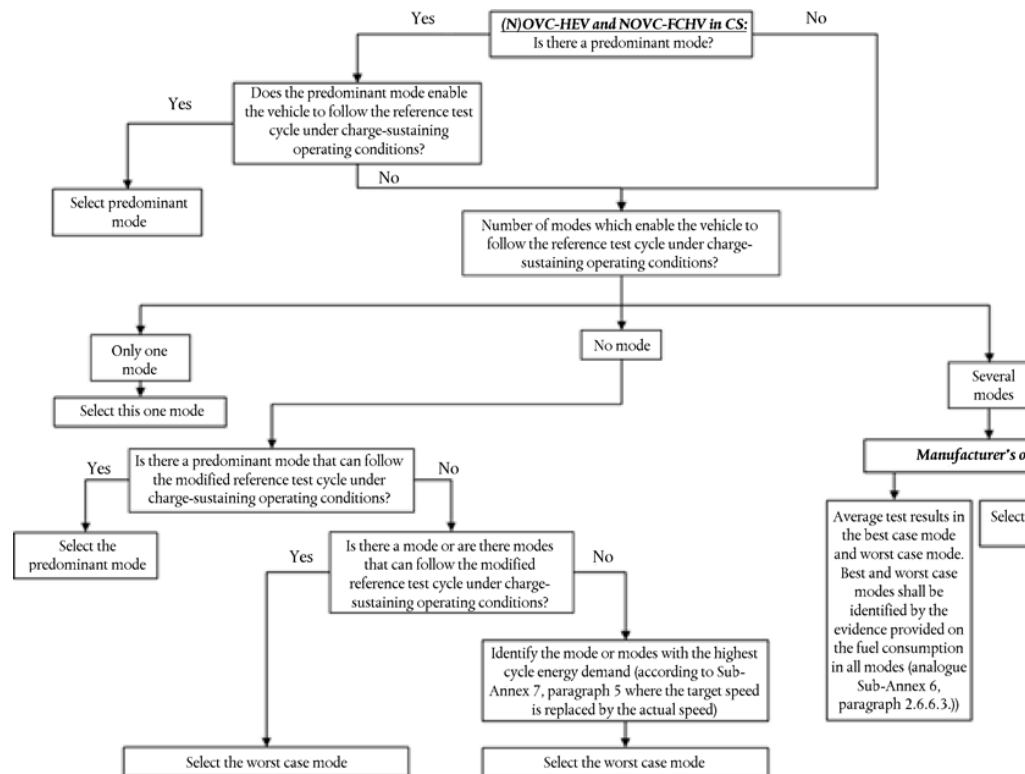 Yes
(N)OVC-HEV and NOVC-FCHV in CS:
Is there a predominant mode?
No
Does the predominant mode enable
the vehicle to follow the reference test
cycle under charge-sustaining
operating conditions?
Yes
No
Select predominant
mode
Number of modes which enable the vehicle to
follow the reference test cycle under charge-
sustaining operating conditions?
Only one
mode
No mode
Several
modes
Select this one mode
Manufacturer's o
Is there a predominant mode that can follow
the modified reference test cycle under
charge-sustaining operating conditions?
Yes
No
Select the
predominant mode
Average test results in
the best case mode
and worst case mode.
Best and worst case
modes shall be
identified by the
evidence provided on
the fuel consumption
in all modes (analogue
Sub-Annex 6,
paragraph 2.6.6.3.))
Select
Is there a mode or are there modes
that can follow the modified
reference test cycle under charge-
sustaining operating conditions?
Yes
No
Identify the mode or modes with the highest
cycle energy demand (according to Sub-
Annex 7, paragraph 5 where the target speed
is replaced by the actual speed)
Select the worst case mode
Select the worst case mode